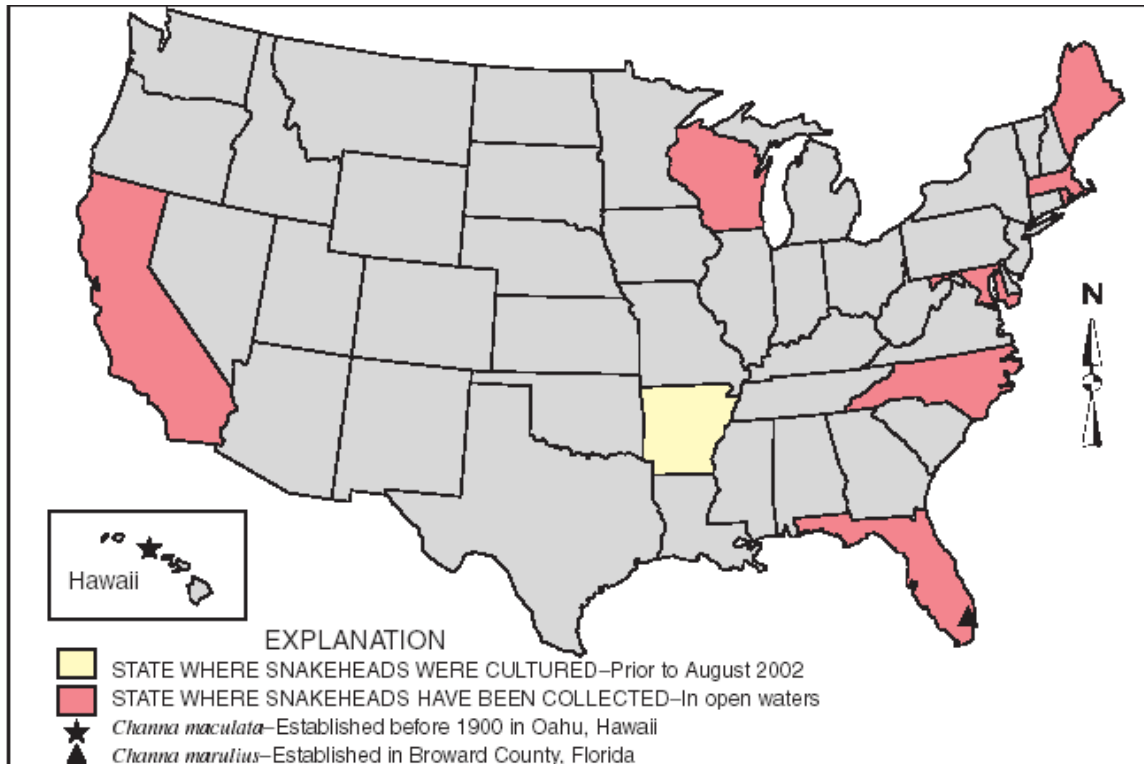 N
Hawaii
EXPLANATION
STATE WHERE SNAKEHEADS WERE CULTURED–Prior to August 2002
STATE WHERE SNAKEHEADS HAVE BEEN COLLECTED–In open waters
Channa maculata–Established before 1900 in Oahu, Hawaii
Channa marulius–Established in Broward County, Florida